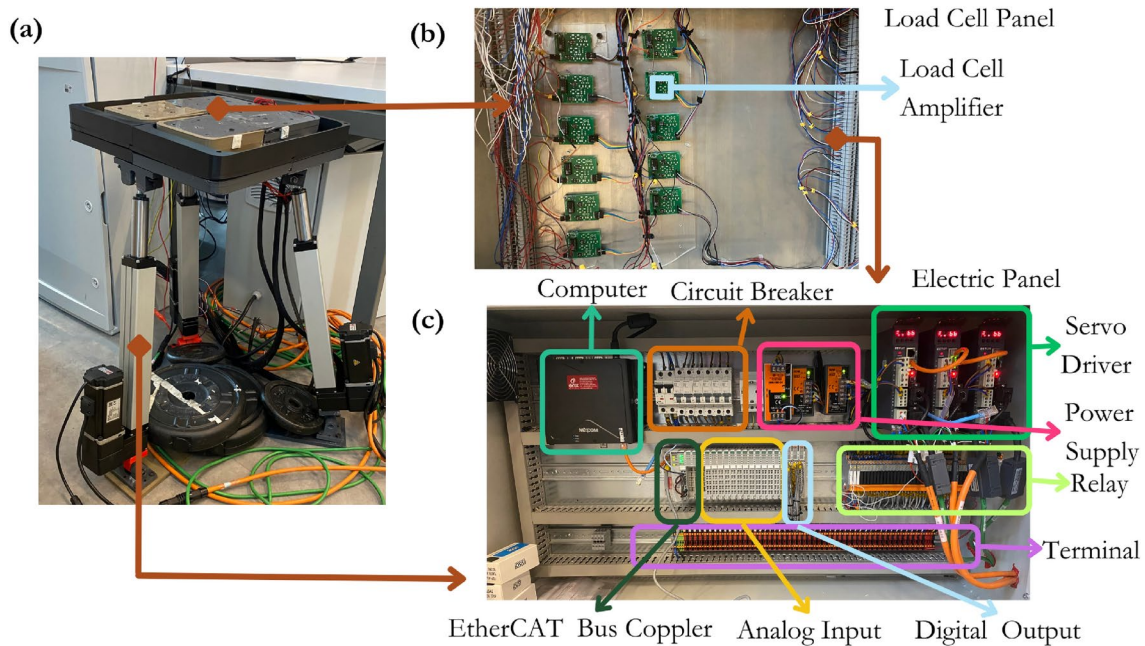 (a)
(b)
Load Cell Panel
Load Cell
Amplifier
(c)
Computer
Circuit Breaker
Electric Panel
Servo
Driver
Power
Supply
Relay
Terminal
EtherCAT Bus Coppler
Analog Input
Digital Output